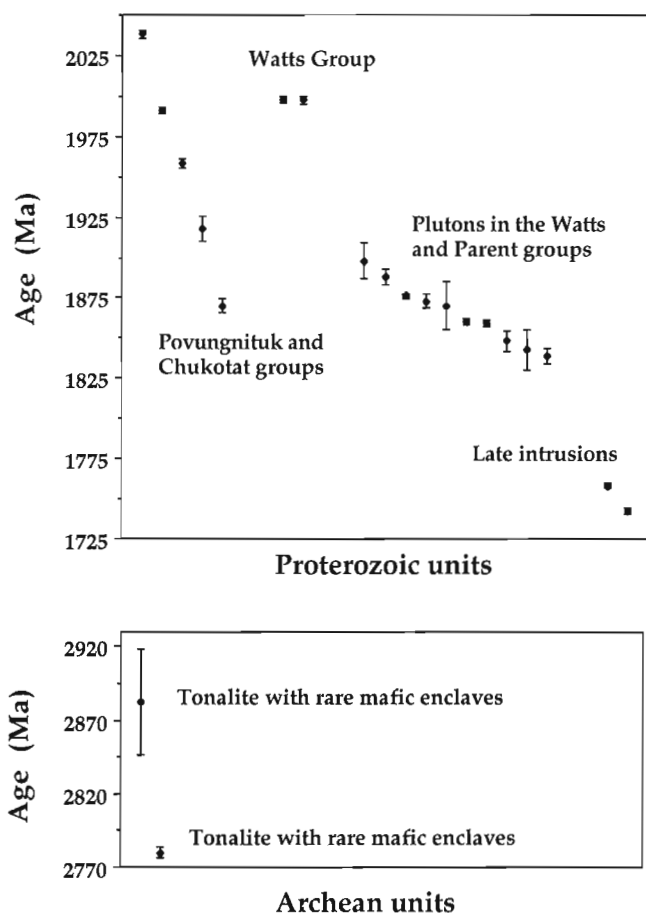 2025
1975
1925
1875
1825
1775
1725
Age (Ma)
Watts Group
Plutons in the Watts
and Parent groups
Povungnituk and
Chukotat groups
Late intrusions
Proterozoic units
2920
2870
2820
2770
Age (Ma)
Tonalite with rare mafic enclaves
Tonalite with rare mafic enclaves
Archean units